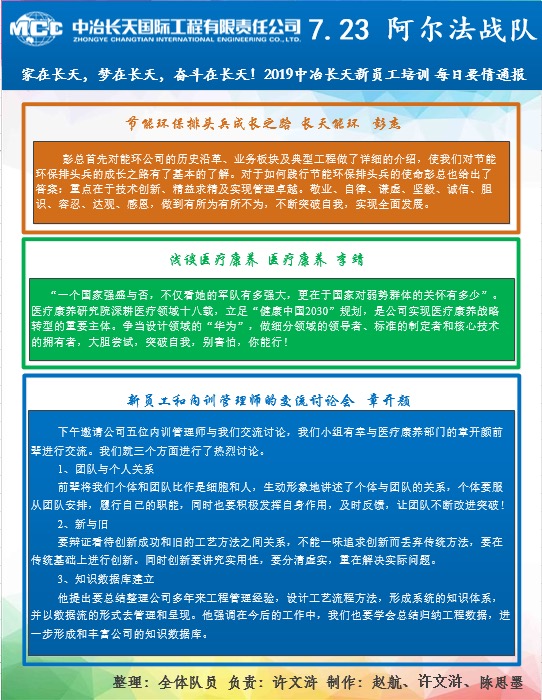 MCC 中冶长天国际工程有限责任公司 7.23 阿尔法战队
ZHONGYE CHANGTIAN INTERNATIONAL ENGINEERING CO.,LTD.
家在长天，梦在长天，奋斗在长天！2019中冶长天新员工培训 每日要情通报
节能环保排头兵成长之路 长天能环 彭杰
彭总首先对能环公司的历史沿革、业务板块及典型工程做了详细的介绍，使我们对节能
环保排头兵的成长之路有了基本的了解。对于如何践行节能环保排头兵的使命彭总也给出了
答案：重点在于技术创新、精益求精及实现管理卓越。敬业、自律、谦虚、坚毅、诚信、胆
识、容忍、达观、感恩，做到有所为有所不为，不断突破自我，实现全面发展。
浅谈医疗康养 医疗康养 李靖
“一个国家强盛与否，不仅看她的军队有多强大，更在于国家对弱势群体的关怀有多少”。
医疗康养研究院深耕医疗领域十八载，立足“健康中国2030”规划，是公司实现医疗康养战略
转型的重要主体。争当设计领域的“华为”，做细分领域的领导者、标准的制定者和核心技术
的拥有者，大胆尝试，突破自我，别害怕，你能行！
新员工和内训管理师的交流讨论会 章开颜
下午邀请公司五位内训管理师与我们交流讨论，我们小组有幸与医疗康养部门的章开颜前
辈进行交流。我们就三个方面进行了热烈讨论。
1、团队与个人关系
前辈将我们个体和团队比作是细胞和人，生动形象地讲述了个体与团队的关系，个体要服
从团队安排，履行自己的职能，同时也要积极发挥自身作用，及时反馈，让团队不断改进突破！
2、新与旧
要辩证看待创新成功和旧的工艺方法之间关系，不能一味追求创新而丢弃传统方法，要在
传统基础上进行创新。同时创新要讲究实用性，要分清虚实，重在解决实际问题。
3、知识数据库建立
他提出要总结整理公司多年来工程管理经验，设计工艺流程方法，形成系统的知识体系，
并以数据流的形式去管理和呈现。他强调在今后的工作中，我们也要学会总结归纳工程数据，进
一步形成和丰富公司的知识数据库。
整理：全体队员 负责：许文浒 制作：赵航、许文浒、陈思墨